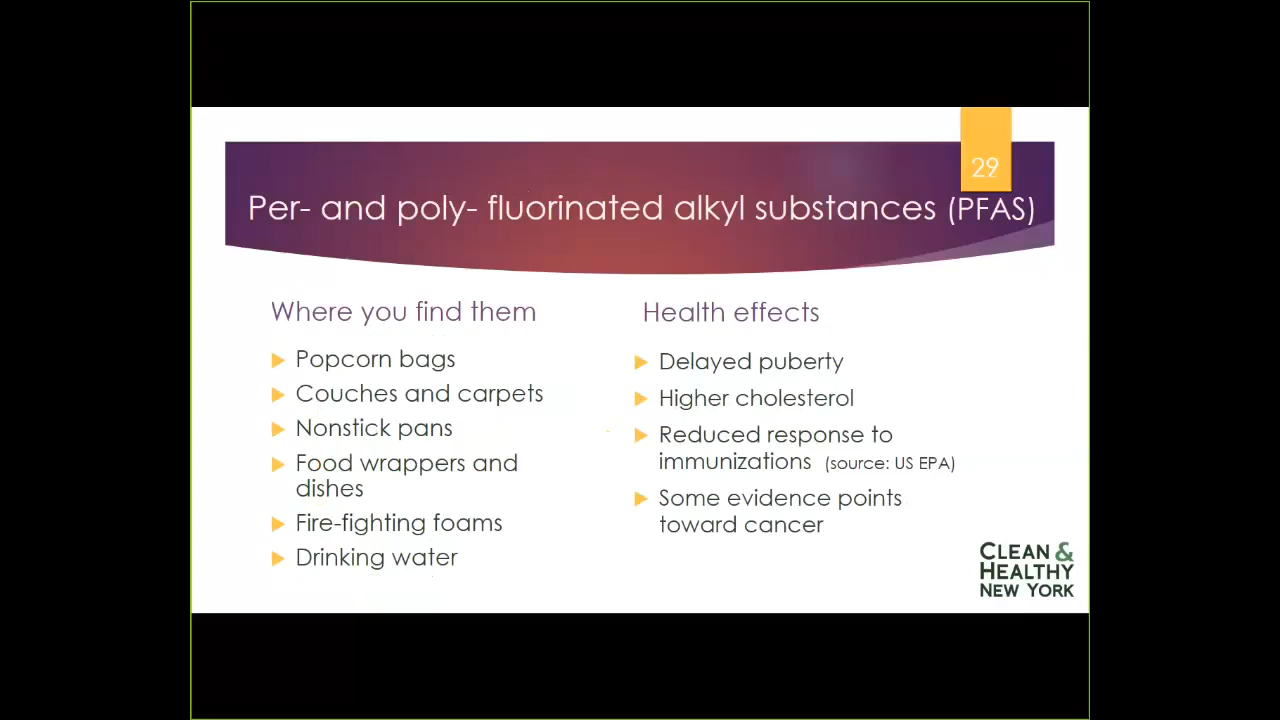 29
Per- and poly- fluorinated alkyl substances (PFAS)
Where you find them
Popcorn bags
Couches and carpets
Nonstick pans
Food wrappers and
dishes
Fire-fighting foams
Drinking water
Health effects
Delayed puberty
Higher cholesterol
Reduced response to
immunizations (source: US EPA)
Some evidence points
toward cancer
CLEAN &
HEALTHY
NEW YORK